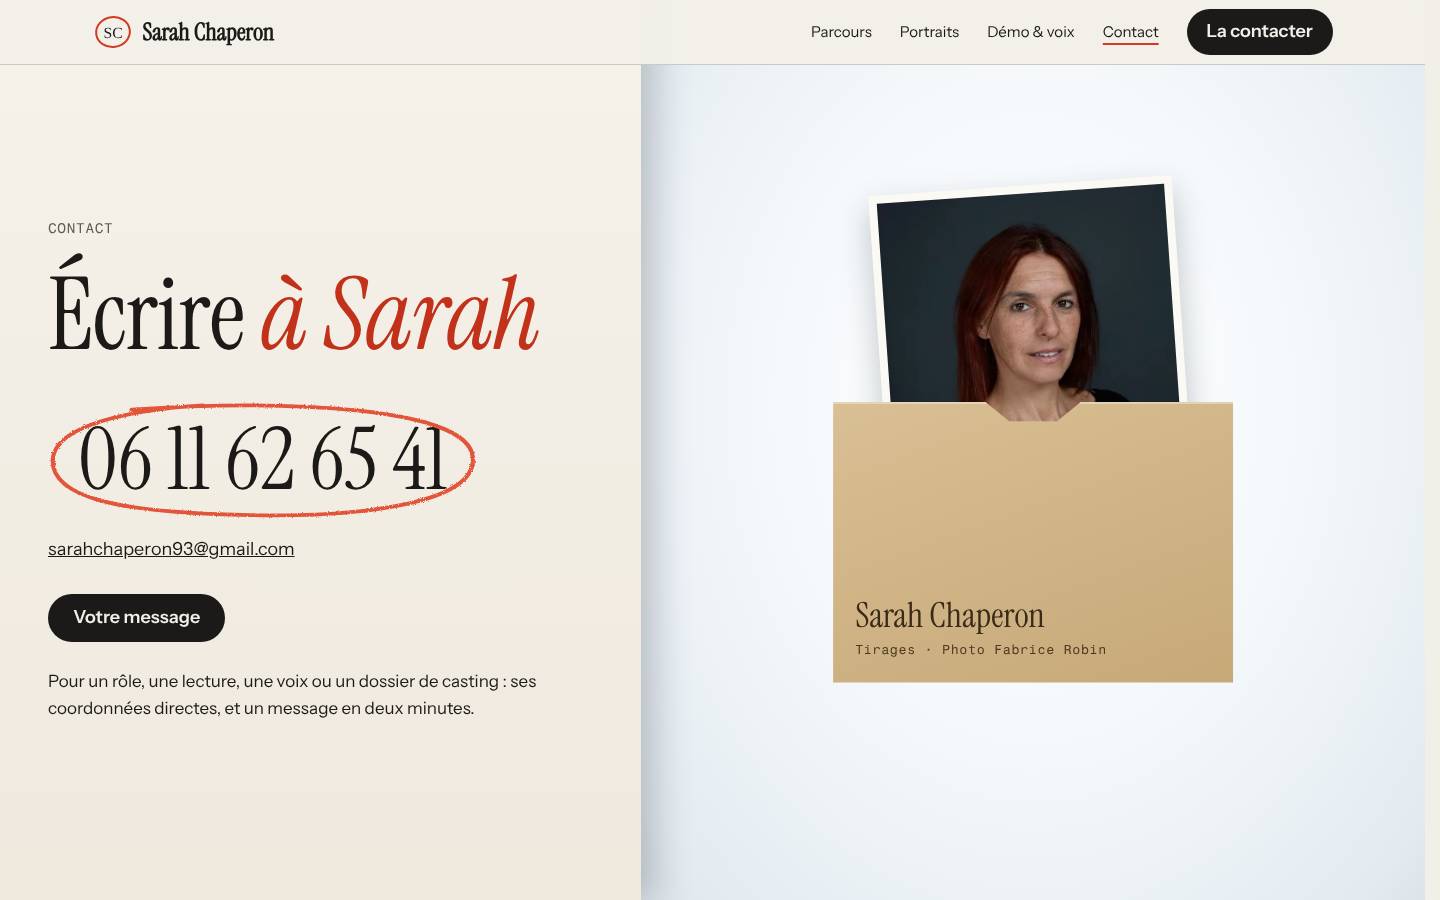 SC Sarah Chaperon
Parcours Portraits Démo & voix Contact La contacter
CONTACT
Écrire à Sarah
06 11 62 65 41
sarahchaperon93@gmail.com
Votre message
Pour un rôle, une lecture, une voix ou un dossier de casting : ses
coordonnées directes, et un message en deux minutes.
Sarah Chaperon
Tirages · Photo Fabrice Robin